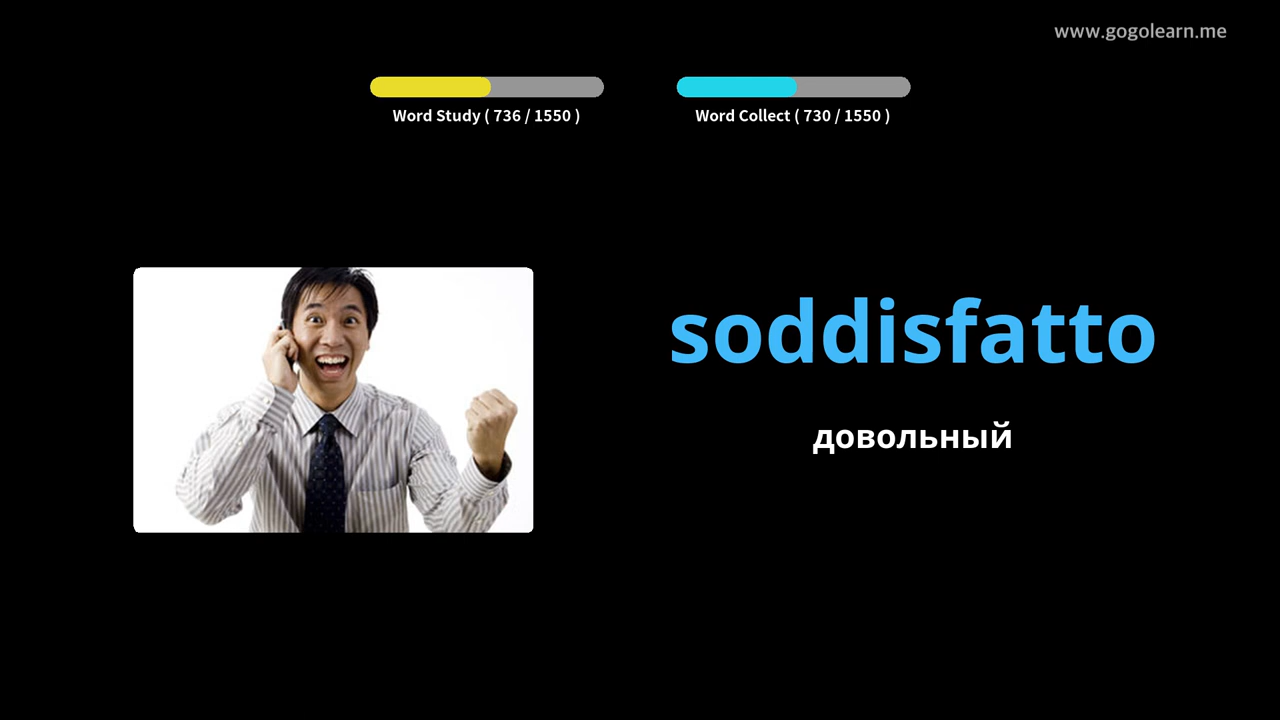 www.gogolearn.me
Word Study ( 736 / 1550 )
Word Collect ( 730 / 1550 )
soddisfatto
довольный